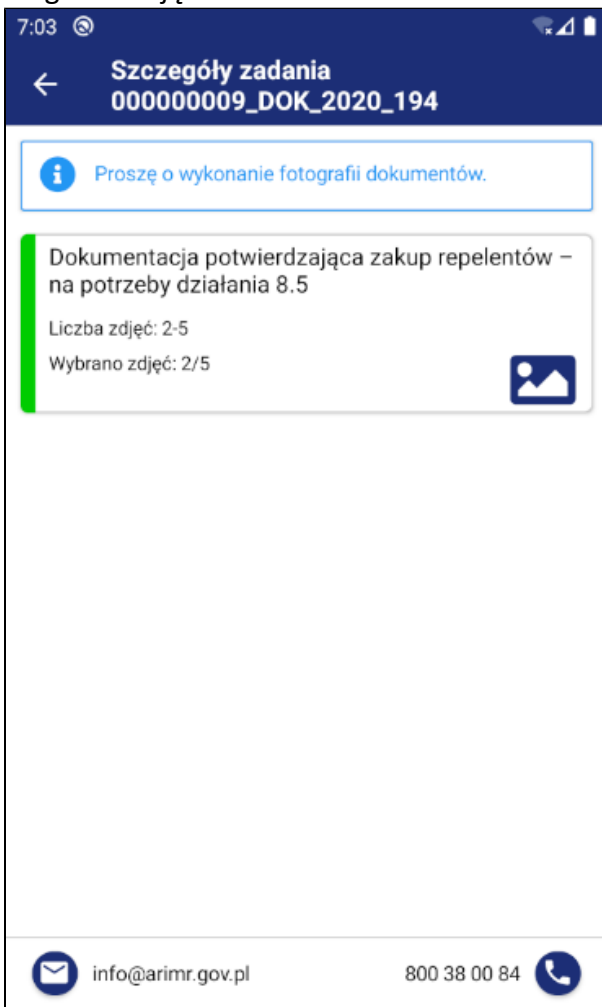 7:03
Szczegóły zadania
000000009_DOK_2020_194
Proszę o wykonanie fotografii dokumentów.
Dokumentacja potwierdzająca zakup repelentów –
na potrzeby działania 8.5
Liczba zdjęć: 2-5
Wybrano zdjęć: 2/5
info@arimr.gov.pl
800 38 00 84